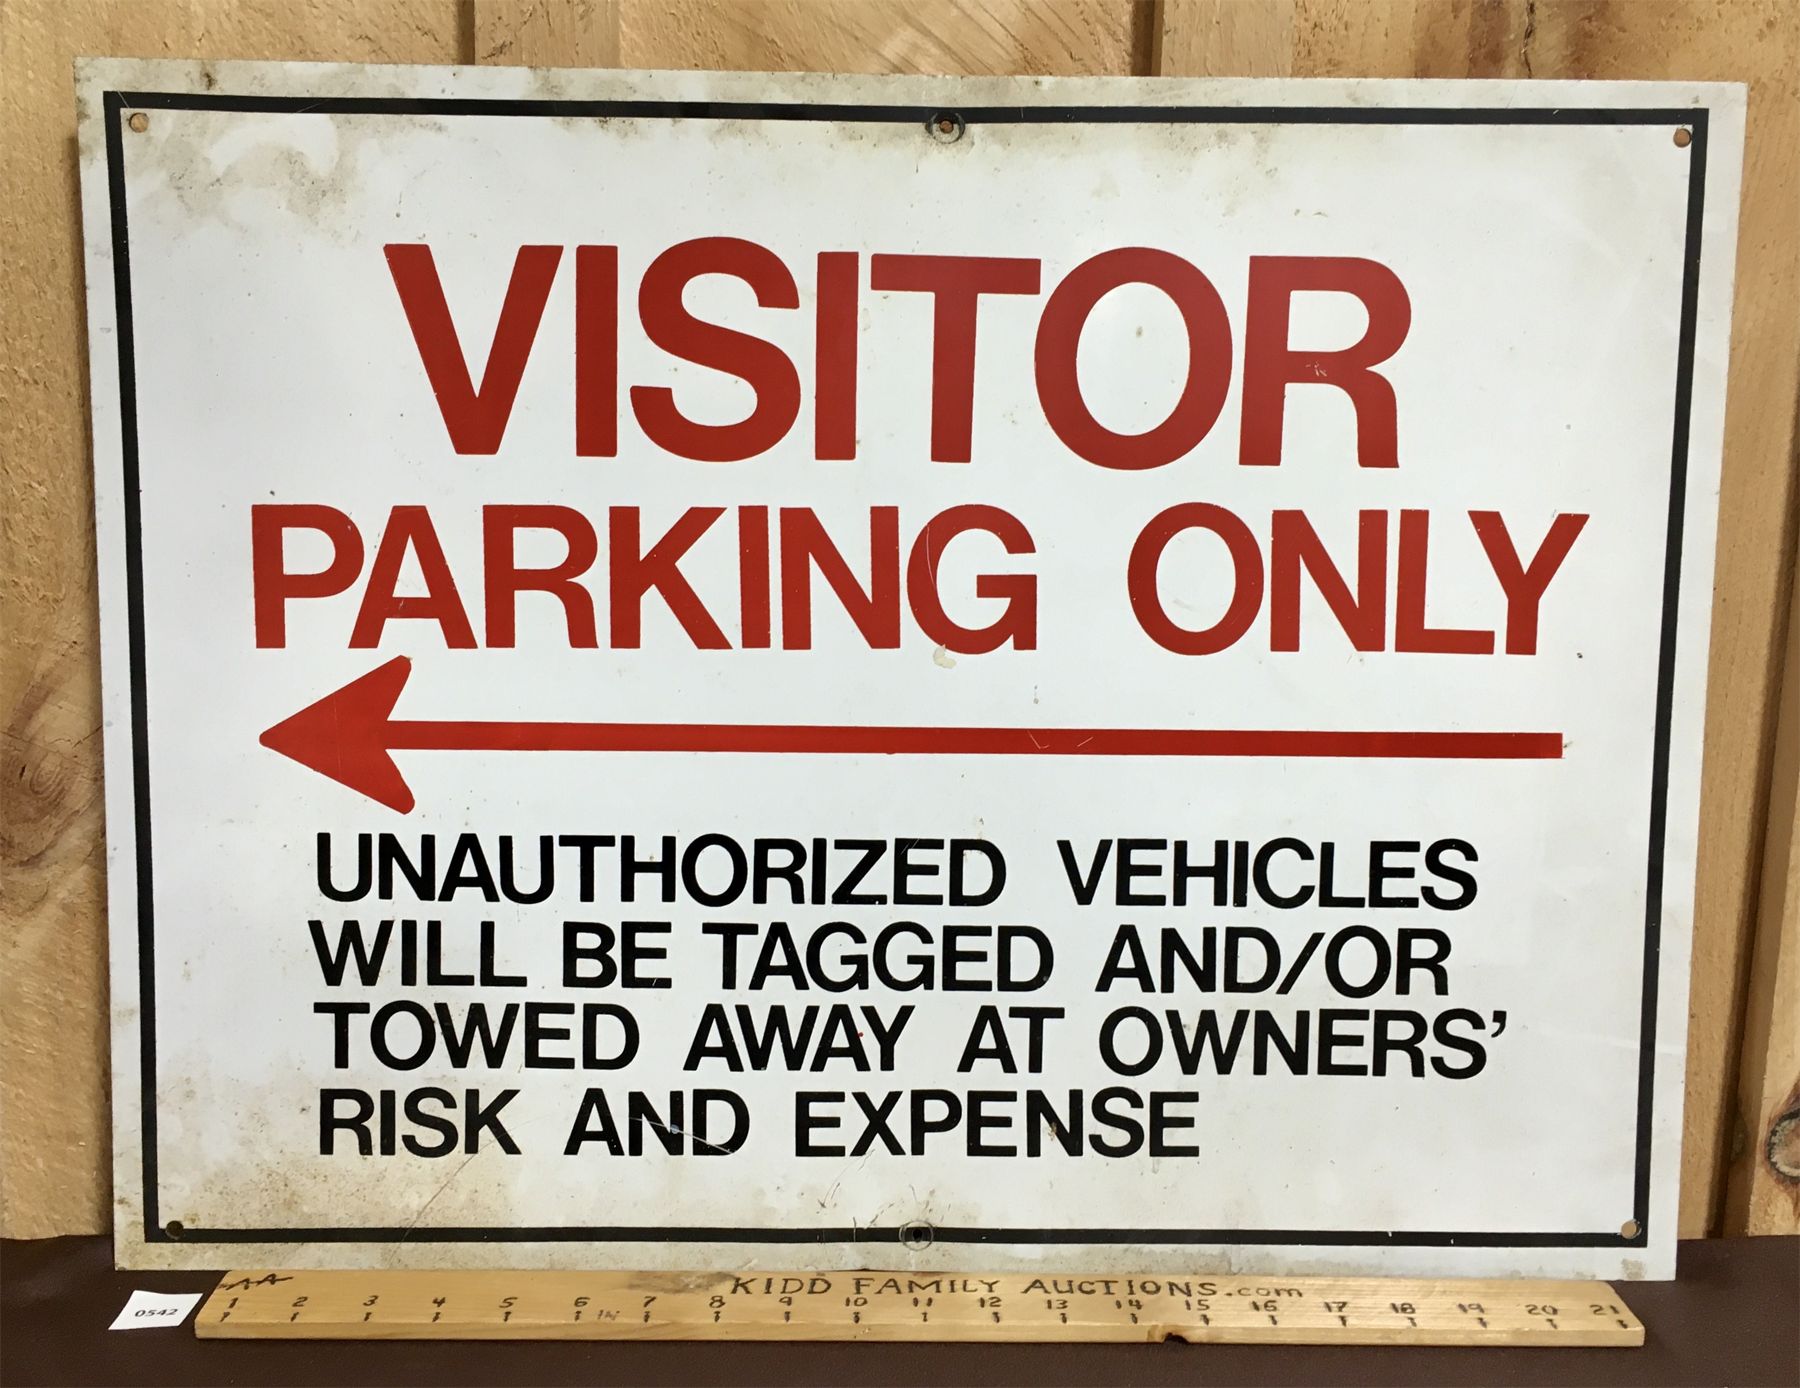 VISITOR
PARKING ONLY
UNAUTHORIZED VEHICLES
WILL BE TAGGED AND/OR
TOWED AWAY AT OWNERS’
RISK AND EXPENSE
AA KIDD FAMILY AUCTIONS.com
1 2 3 4 5 6 IN 7 8 9 10 11 12 13 14 15 16 17 18 19 20 21
0542